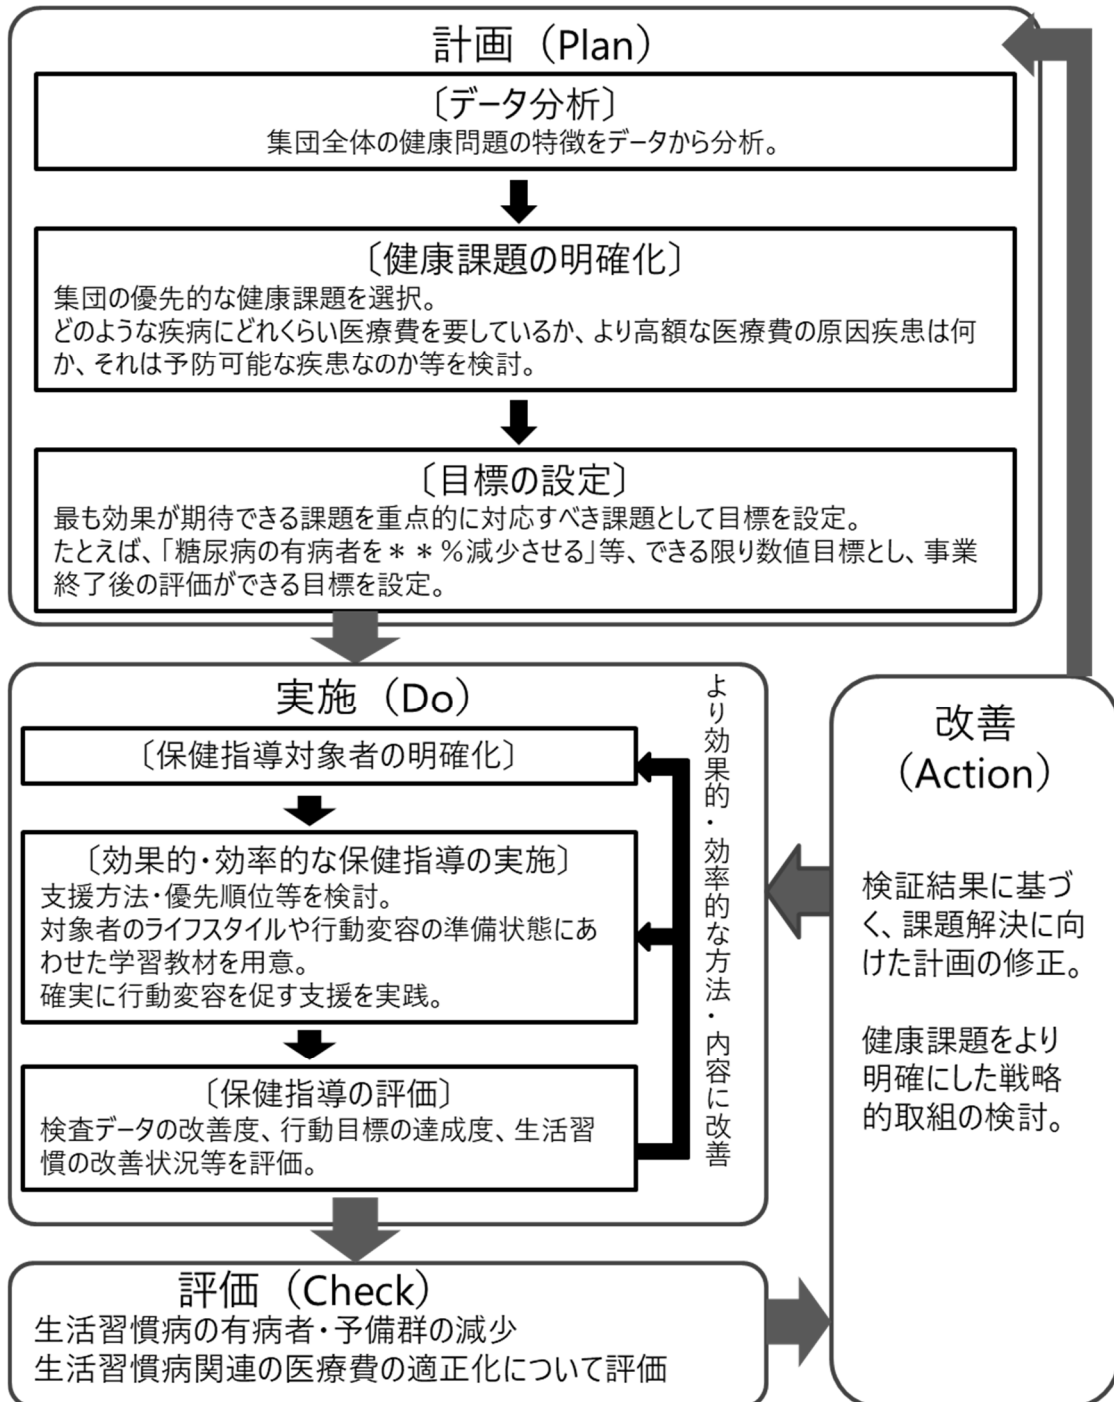 計画（Plan）
〔データ分析〕
集団全体の健康問題の特徴をデータから分析。
〔健康課題の明確化〕
集団の優先的な健康課題を選択。
どのような疾病にどれくらい医療費を要しているか、より高額な医療費の原因疾患は何
か、それは予防可能な疾患なのか等を検討。
〔目標の設定〕
最も効果が期待できる課題を重点的に対応すべき課題として目標を設定。
たとえば、「糖尿病の有病者を＊＊％減少させる」等、できる限り数値目標とし、事業
終了後の評価ができる目標を設定。
実施（Do）
〔保健指導対象者の明確化〕
〔効果的・効率的な保健指導の実施〕
支援方法・優先順位等を検討。
対象者のライフスタイルや行動変容の準備状態にあ
わせた学習教材を用意。
確実に行動変容を促す支援を実践。
〔保健指導の評価〕
検査データの改善度、行動目標の達成度、生活習
慣の改善状況等を評価。
より効果的・効率的な方法・内容に改善
評価（Check）
生活習慣病の有病者・予備群の減少
生活習慣病関連の医療費の適正化について評価
改善
（Action）
検証結果に基づ
く、課題解決に向
けた計画の修正。
健康課題をより
明確にした戦略
的取組の検討。